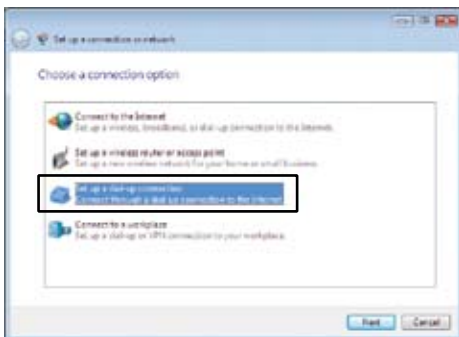 Set up a connection or network
Choose a connection option
Connect to the Internet
Set up a wireless, broadband, or dial-up connection to the Internet.
Set up a wireless router or access point
Set up a new wireless network for your home or small business.
Set up a dial-up connection
Connect through a dial-up connection to the Internet.
Connect to a workplace
Set up a dial-up or VPN connection to your workplace.
Next
Cancel